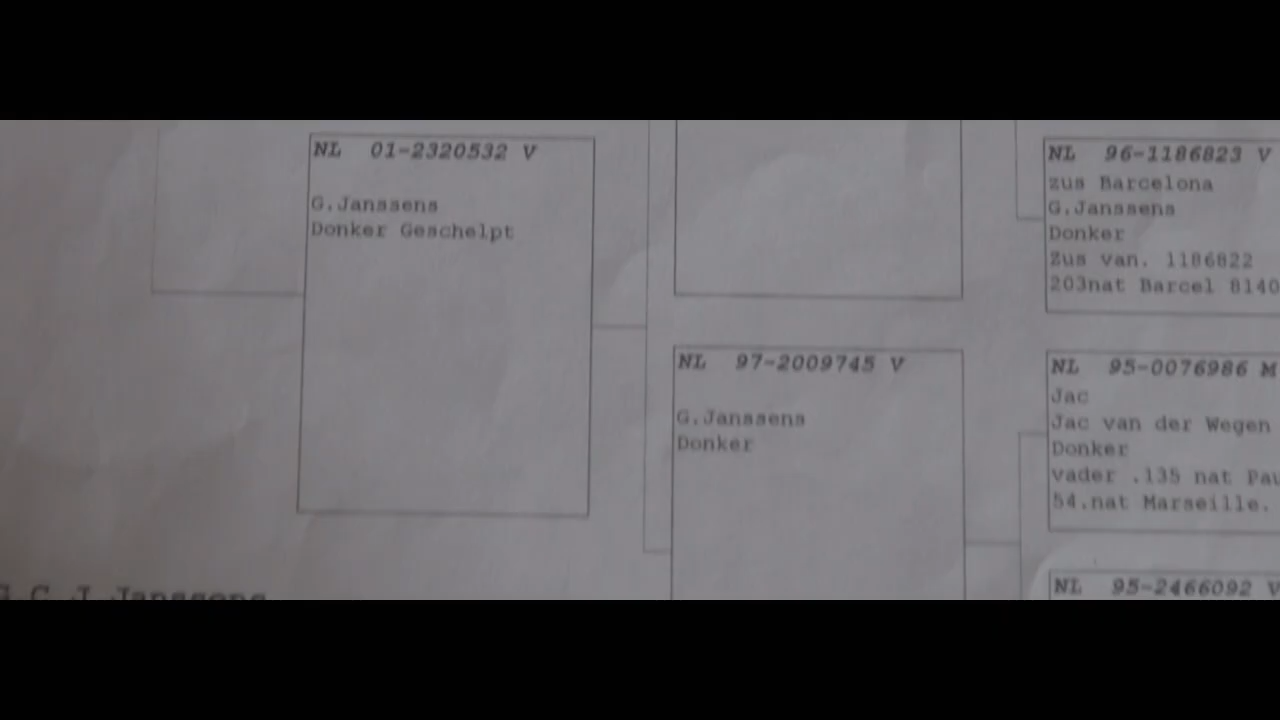 NL 01-2320532 V
G.Janssens
Donker Geschelpt
NL 97-2009745 V
G.Janssens
Donker
NL 96-1186823 V
zus Barcelona
G.Janssens
Donker
Zus van. 1186822
203nat Barcel 8140
NL 95-0076986 M
Jac
Jac van der Wegen
Donker
vader .135 nat Pau
54.nat Marseille.
NL 95-2466092 V
G.C.J.Janssens